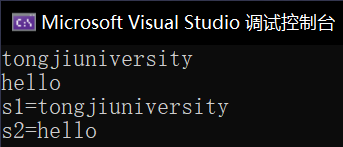 C:\ Microsoft Visual Studio 调试控制台
tongjiuniversity
hello
s1=tongjiuniversity
s2=hello